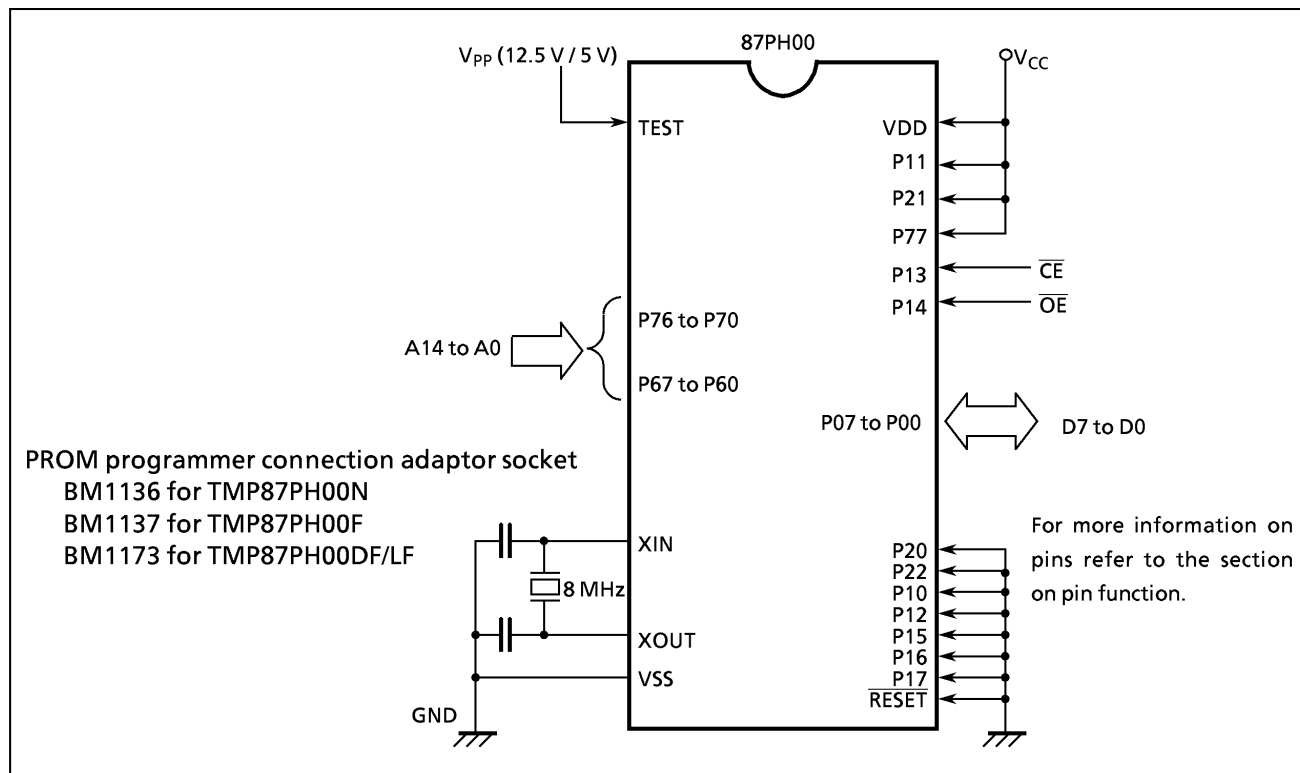 87PH00
VPP (12.5 V / 5 V)
VCC
TEST
VDD
P11
P21
P77
P13
CE
P14
OE
P76 to P70
A14 to A0
P67 to P60
P07 to P00
D7 to D0
PROM programmer connection adaptor socket
BM1136 for TMP87PH00N
BM1137 for TMP87PH00F
BM1173 for TMP87PH00DF/LF
XIN
8 MHz
XOUT
VSS
GND
P20
P22
P10
P12
P15
P16
P17
RESET
For more information on
pins refer to the section
on pin function.